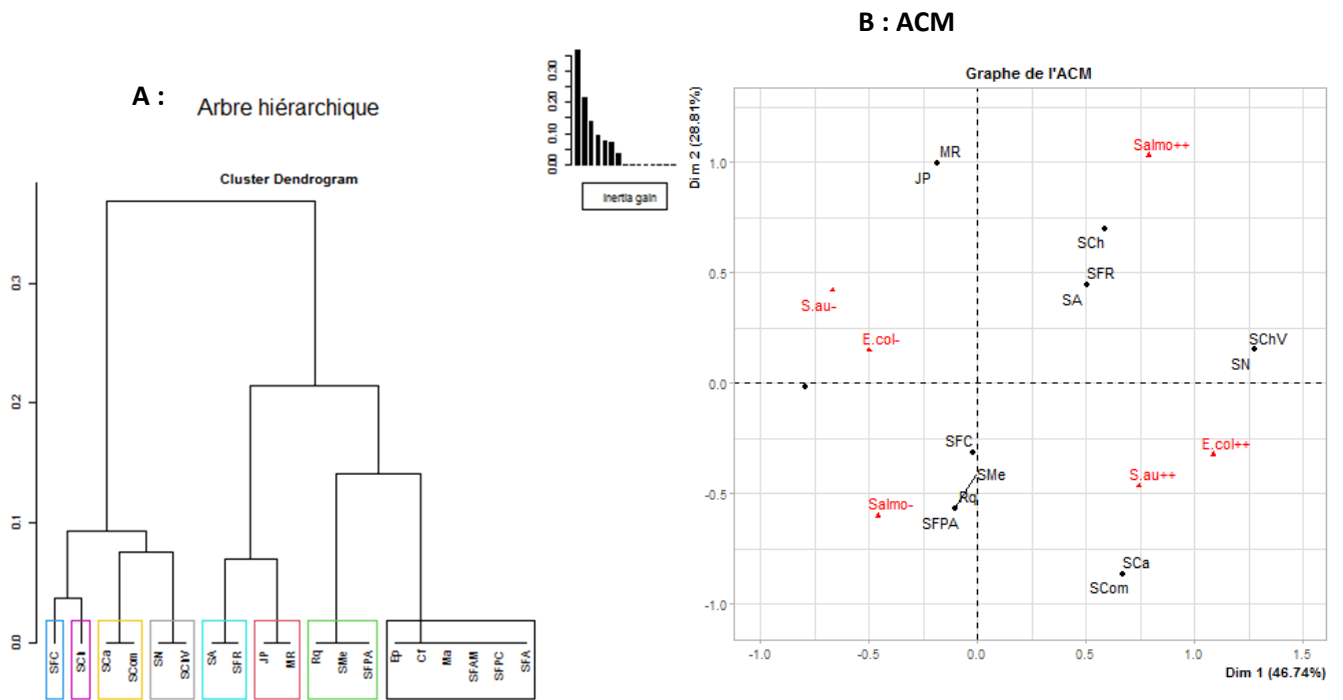 B : ACM
A :
Arbre hiérarchique
0.00 0.10 0.20 0.30
inertia gain
Cluster Dendrogram
0.0 0.1 0.2 0.3
SFC SCh SCa SCom SN SChV SA SFR JP MR Rq SMe SFPA Ep Cf Ma SFAM SFPC SFA
Graphe de l'ACM
Dim 2 (28.81%)
1.0
0.5
0.0
-0.5
-1.0
MR
JP
Salmo++
SCh
SFR
SA
S.au-
E.col-
SChV
SN
SFC
SMe
Rq
SFPA
Salmo-
E.col++
S.au++
SCa
SCom
-1.0 -0.5 0.0 0.5 1.0 1.5
Dim 1 (46.74%)